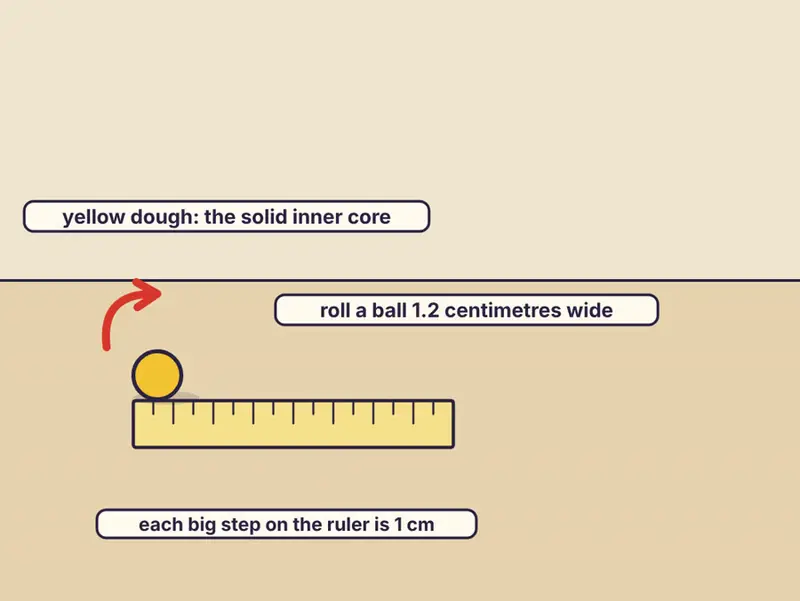 yellow dough: the solid inner core
roll a ball 1.2 centimetres wide
each big step on the ruler is 1 cm